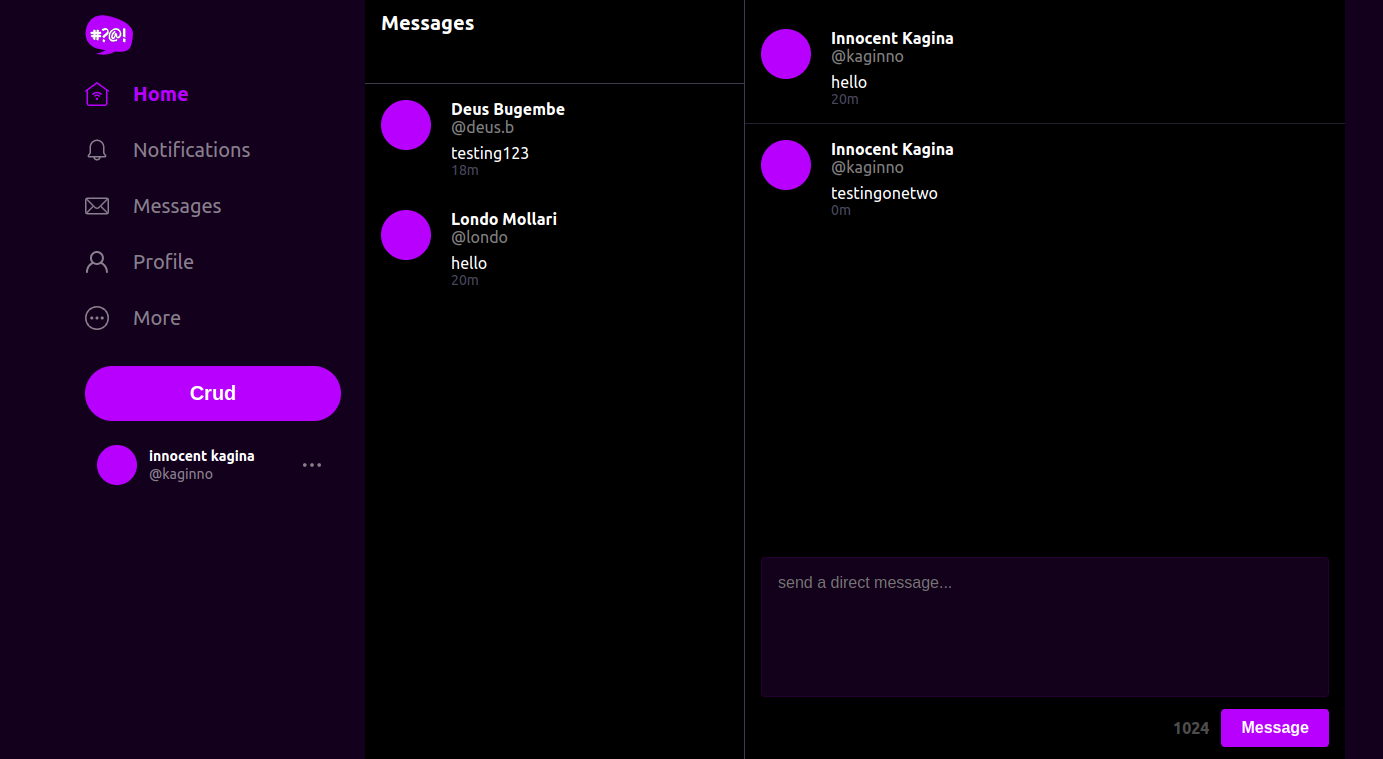 #?@!
Home
Notifications
Messages
Profile
More
Crud
innocent kagina
@kaginno
Messages
Deus Bugembe
@deus.b
testing123
18m
Londo Mollari
@londo
hello
20m
Innocent Kagina
@kaginno
hello
20m
Innocent Kagina
@kaginno
testingonetwo
0m
send a direct message...
1024
Message